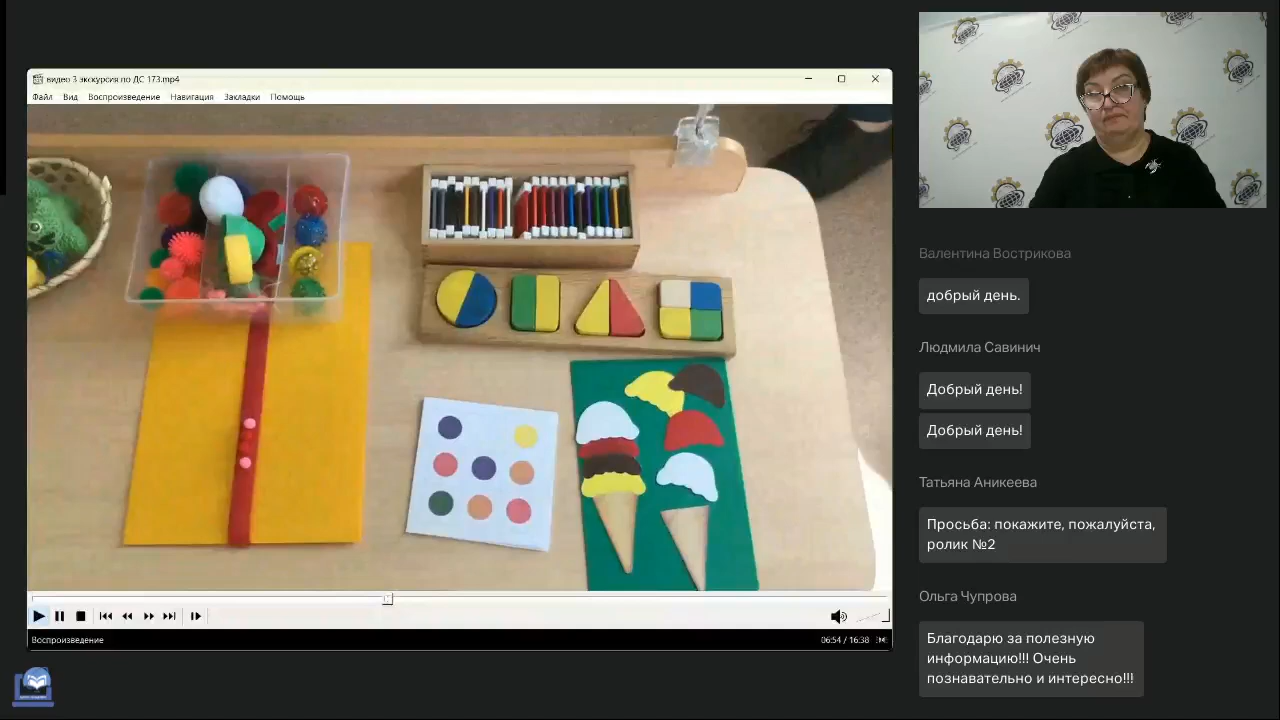 видео 3 экскурсия по ДС 173.mp4
Файл Вид Воспроизведение Навигация Закладки Помощь
Воспроизведение
06:54 / 16:38
Валентина Вострикова
добрый день.
Людмила Савинич
Добрый день!
Добрый день!
Татьяна Аникеева
Просьба: покажите, пожалуйста,
ролик №2
Ольга Чупрова
Благодарю за полезную
информацию!!! Очень
познавательно и интересно!!!